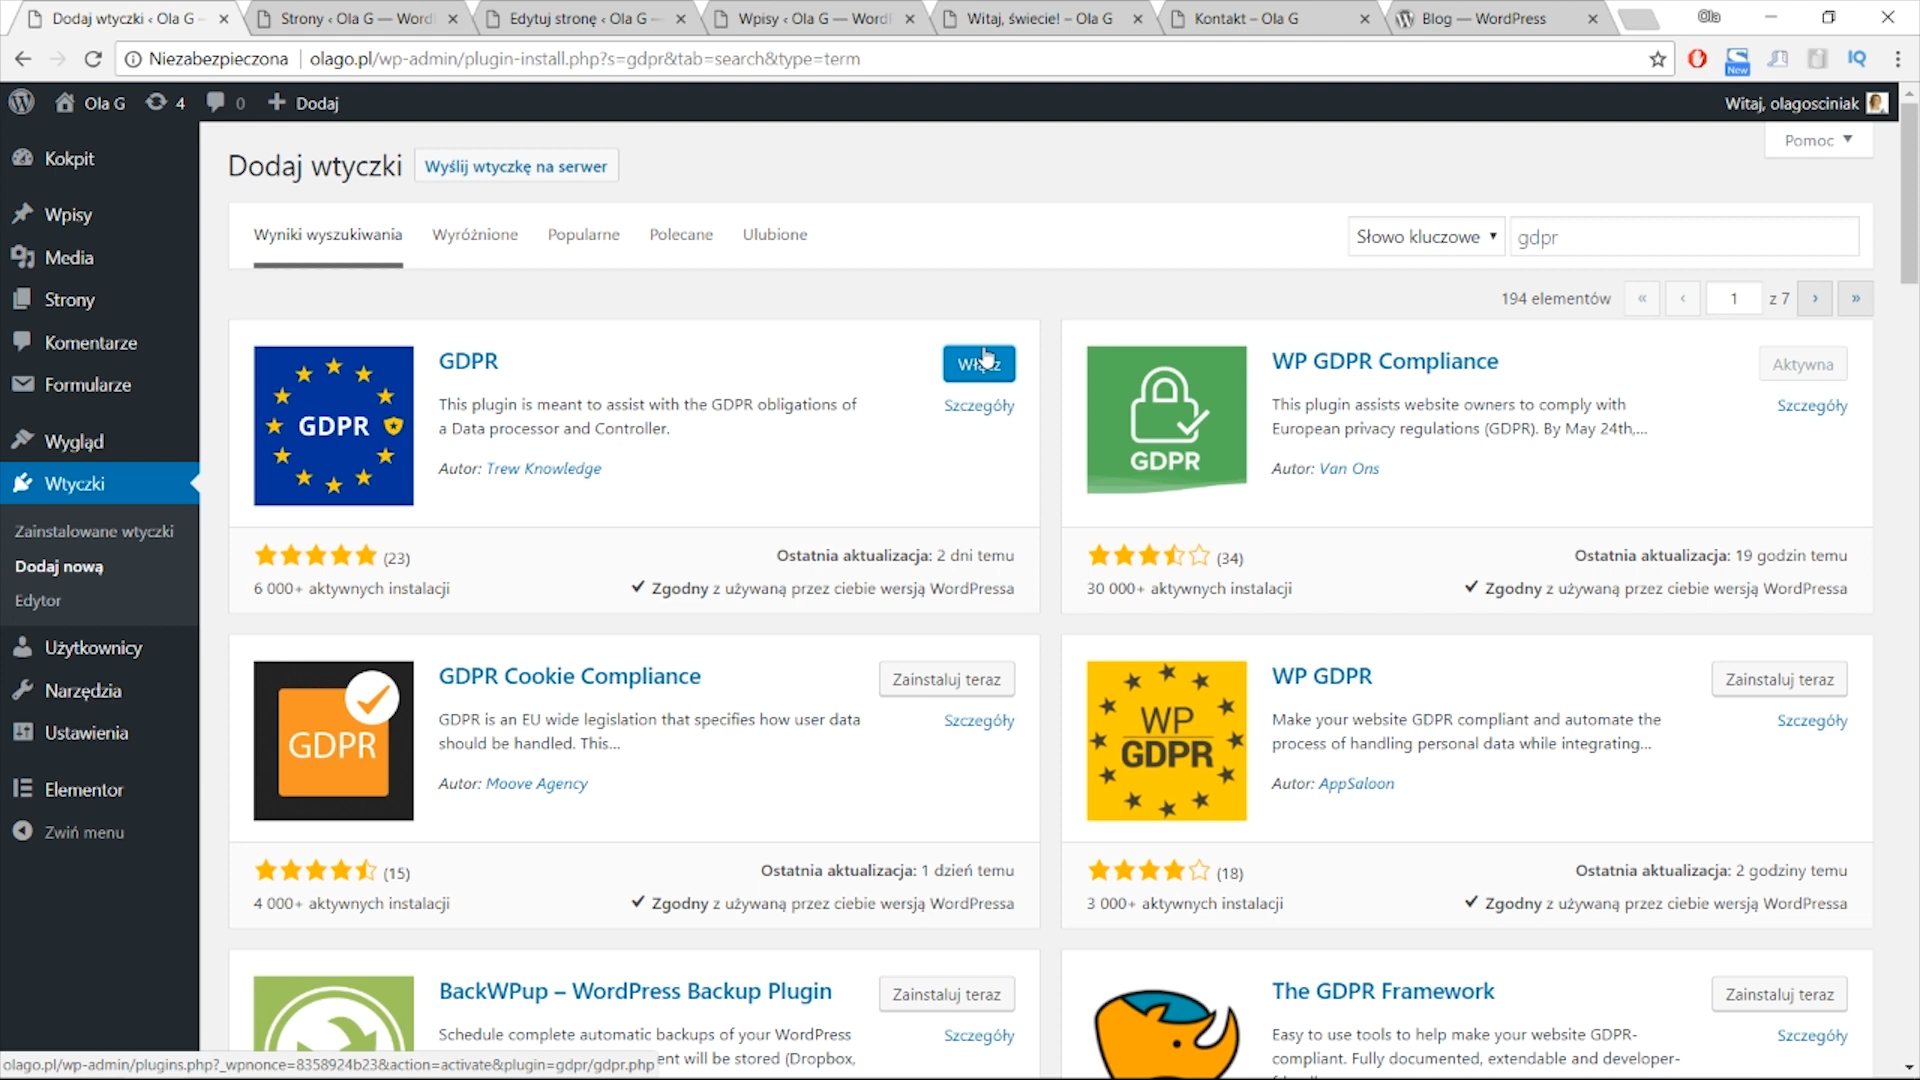 Dodaj wtyczki ‹ Ola G —
Strony ‹ Ola G — Word
Edytuj stronę ‹ Ola G —
Wpisy ‹ Ola G — Word
Witaj, świecie! – Ola G
Kontakt – Ola G
Blog — WordPress
Ola
Niezabezpieczona
olago.pl/wp-admin/plugin-install.php?s=gdpr&tab=search&type=term
New
IQ
Ola G
4
0
Dodaj
Witaj, olagosciniak
Kokpit
Wpisy
Media
Strony
Komentarze
Formularze
Wygląd
Wtyczki
Zainstalowane wtyczki
Dodaj nową
Edytor
Użytkownicy
Narzędzia
Ustawienia
Elementor
Zwiń menu
Pomoc
Dodaj wtyczki
Wyślij wtyczkę na serwer
Wyniki wyszukiwania
Wyróżnione
Popularne
Polecane
Ulubione
Słowo kluczowe
gdpr
194 elementów
«
‹
1
z 7
›
»
GDPR
GDPR
Szczegóły
This plugin is meant to assist with the GDPR obligations of
a Data processor and Controller.
Autor: Trew Knowledge
(23)
Ostatnia aktualizacja: 2 dni temu
6 000+ aktywnych instalacji
Zgodny z używaną przez ciebie wersją WordPressa
GDPR
WP GDPR Compliance
Aktywna
Szczegóły
This plugin assists website owners to comply with
European privacy regulations (GDPR). By May 24th,...
Autor: Van Ons
(34)
Ostatnia aktualizacja: 19 godzin temu
30 000+ aktywnych instalacji
Zgodny z używaną przez ciebie wersją WordPressa
GDPR
GDPR Cookie Compliance
Zainstaluj teraz
Szczegóły
GDPR is an EU wide legislation that specifies how user data
should be handled. This...
Autor: Moove Agency
(15)
Ostatnia aktualizacja: 1 dzień temu
4 000+ aktywnych instalacji
Zgodny z używaną przez ciebie wersją WordPressa
WP
GDPR
WP GDPR
Zainstaluj teraz
Szczegóły
Make your website GDPR compliant and automate the
process of handling personal data while integrating...
Autor: AppSaloon
(18)
Ostatnia aktualizacja: 2 godziny temu
3 000+ aktywnych instalacji
Zgodny z używaną przez ciebie wersją WordPressa
BackWPup – WordPress Backup Plugin
Zainstaluj teraz
Szczegóły
Schedule complete automatic backups of your WordPress
ent will be stored (Dropbox,
The GDPR Framework
Zainstaluj teraz
Szczegóły
Easy to use tools to help make your website GDPR-
compliant. Fully documented, extendable and developer-
olago.pl/wp-admin/plugins.php?_wpnonce=8358924b23&action=activate&plugin=gdpr/gdpr.php